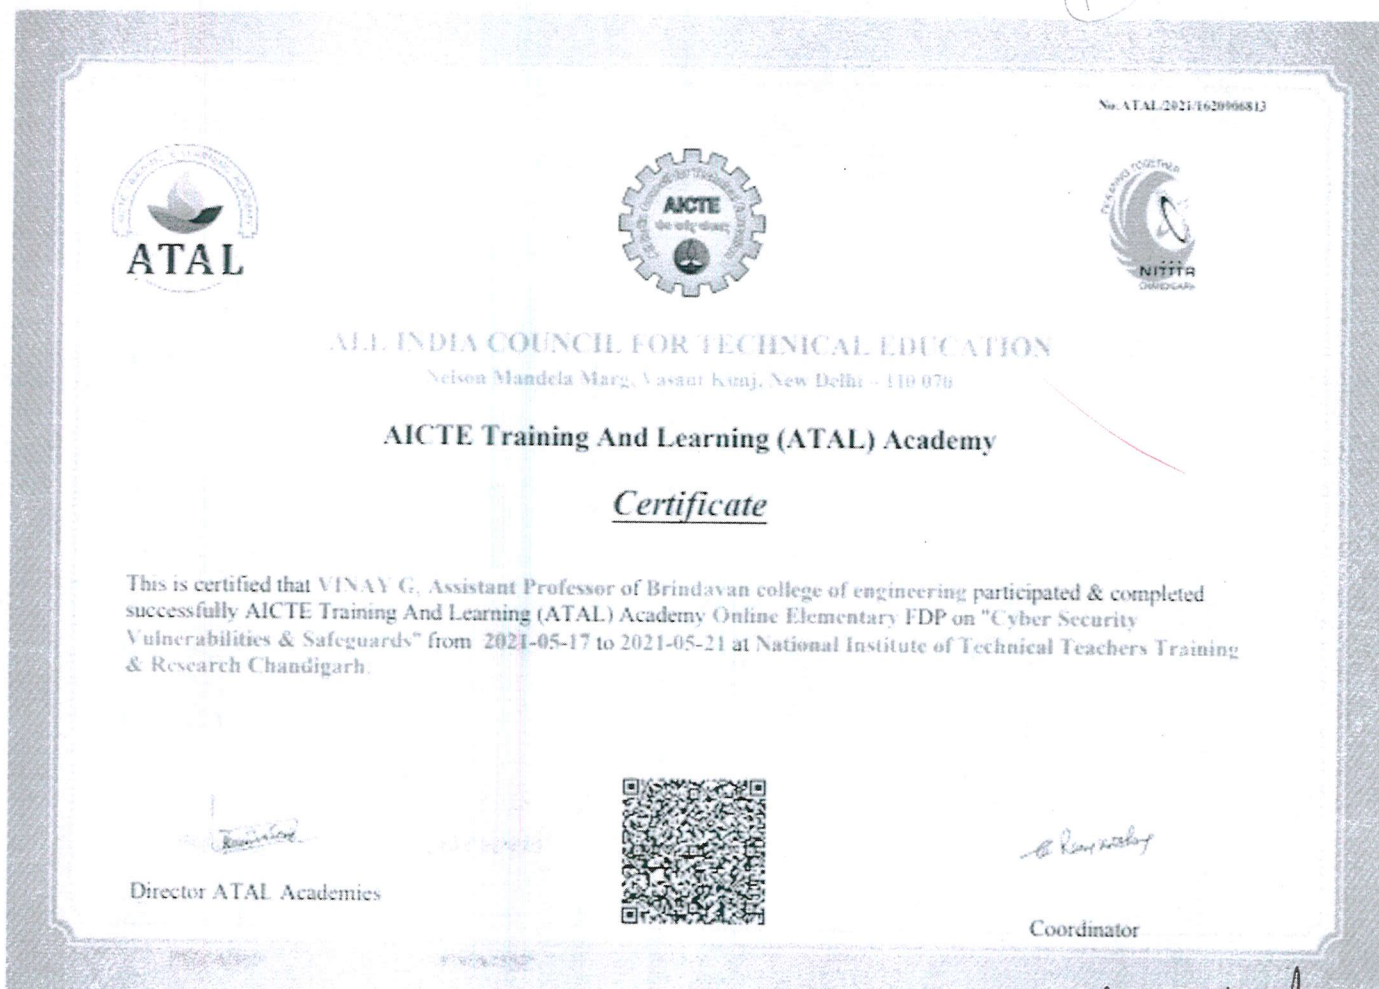 No: ATAL/2021/1620906813
ATAL
AICTE
TRAINING TOGETHER
NITTTR
CHANDIGARH
ALL INDIA COUNCIL FOR TECHNICAL EDUCATION
Nelson Mandela Marg, Vasant Kunj, New Delhi – 110 070
AICTE Training And Learning (ATAL) Academy
Certificate
This is certified that VINAY G, Assistant Professor of Brindavan college of engineering participated & completed
successfully AICTE Training And Learning (ATAL) Academy Online Elementary FDP on "Cyber Security
Vulnerabilities & Safeguards" from 2021-05-17 to 2021-05-21 at National Institute of Technical Teachers Training
& Research Chandigarh.
Director ATAL Academies
Coordinator